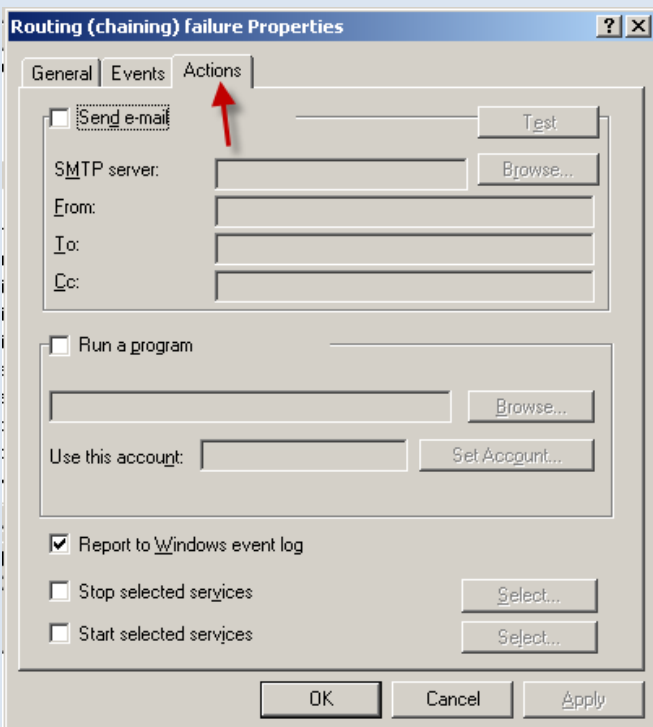 Routing (chaining) failure Properties
General Events Actions
Send e-mail Test
SMTP server: Browse...
From:
To:
Cc:
Run a program
Browse...
Use this account: Set Account...
Report to Windows event log
Stop selected services Select...
Start selected services Select...
OK Cancel Apply